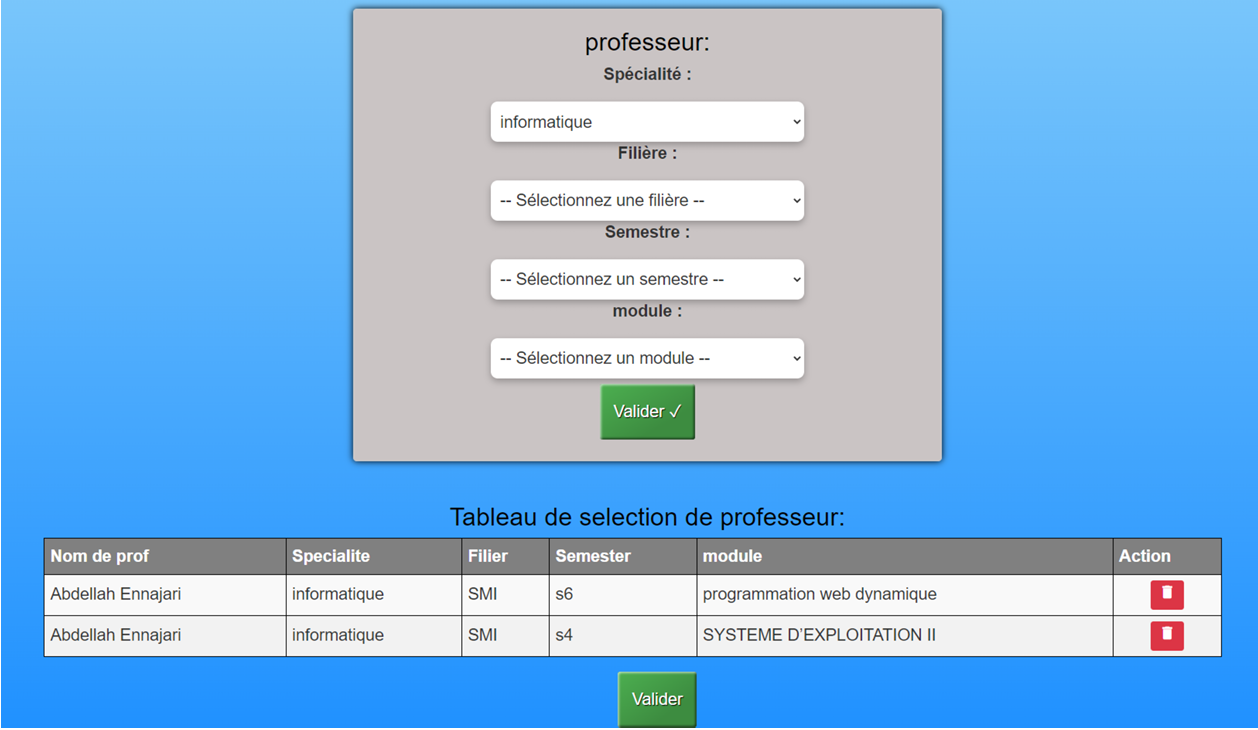 professeur:
Spécialité :
informatique
Filière :
-- Sélectionnez une filière --
Semestre :
-- Sélectionnez un semestre --
module :
-- Sélectionnez un module --
Valider ✓
Tableau de selection de professeur:
Nom de prof Specialite Filier Semester module Action
Abdellah Ennajari informatique SMI s6 programmation web dynamique
Abdellah Ennajari informatique SMI s4 SYSTEME D’EXPLOITATION II
Valider